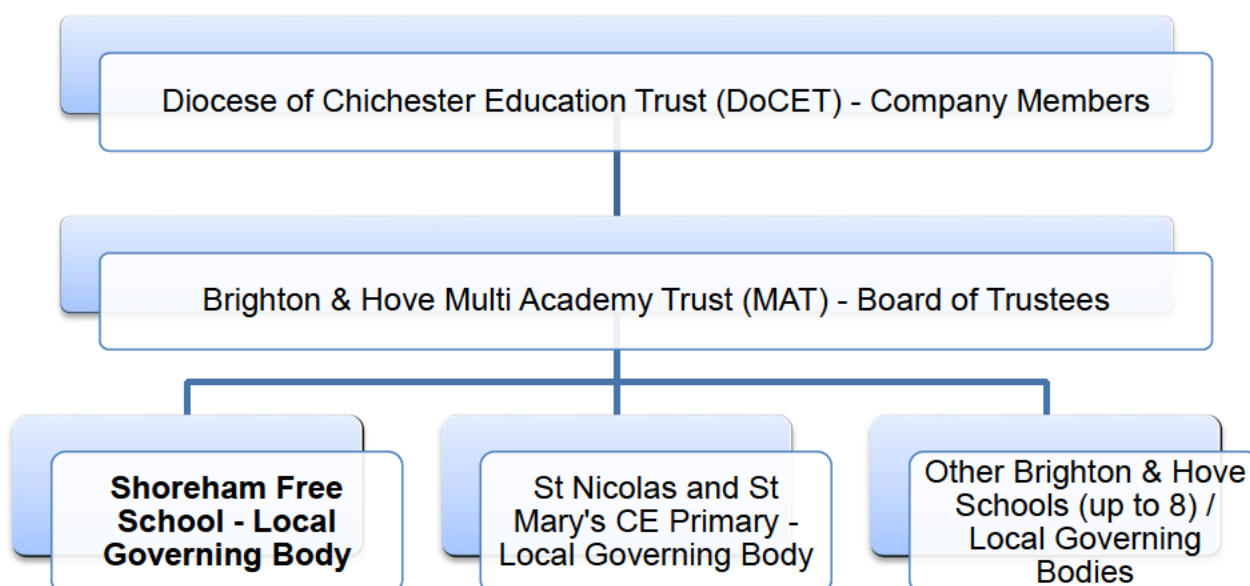 Diocese of Chichester Education Trust (DoCET) - Company Members
Brighton & Hove Multi Academy Trust (MAT) - Board of Trustees
Shoreham Free
School - Local
Governing Body
St Nicolas and St
Mary's CE Primary -
Local Governing Body
Other Brighton & Hove
Schools (up to 8) /
Local Governing
Bodies